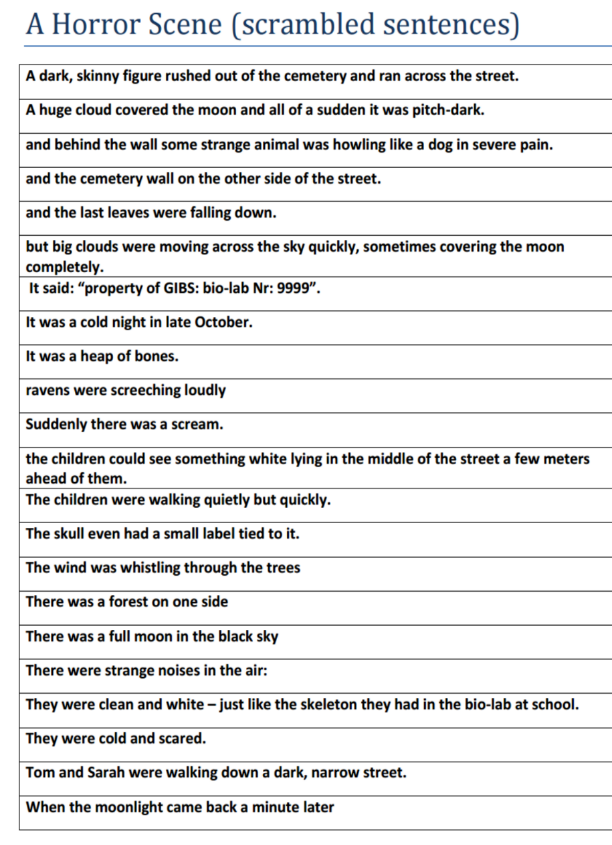 A Horror Scene (scrambled sentences)
A dark, skinny figure rushed out of the cemetery and ran across the street.
A huge cloud covered the moon and all of a sudden it was pitch-dark.
and behind the wall some strange animal was howling like a dog in severe pain.
and the cemetery wall on the other side of the street.
and the last leaves were falling down.
but big clouds were moving across the sky quickly, sometimes covering the moon
completely.
It said: “property of GIBS: bio-lab Nr: 9999”.
It was a cold night in late October.
It was a heap of bones.
ravens were screeching loudly
Suddenly there was a scream.
the children could see something white lying in the middle of the street a few meters
ahead of them.
The children were walking quietly but quickly.
The skull even had a small label tied to it.
The wind was whistling through the trees
There was a forest on one side
There was a full moon in the black sky
There were strange noises in the air:
They were clean and white – just like the skeleton they had in the bio-lab at school.
They were cold and scared.
Tom and Sarah were walking down a dark, narrow street.
When the moonlight came back a minute later